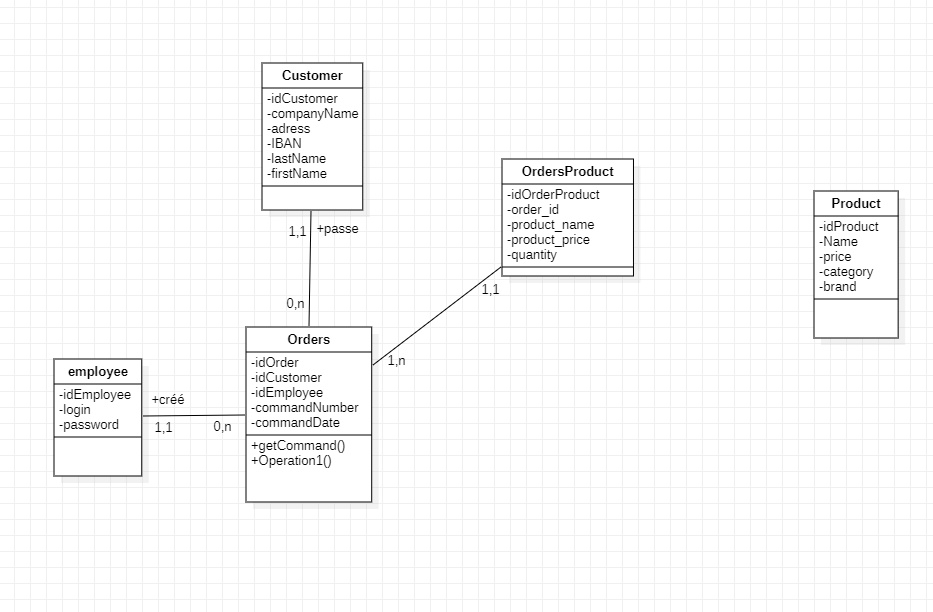 Customer
-idCustomer
-companyName
-adress
-IBAN
-lastName
-firstName
1,1
+passe
0,n
OrdersProduct
-idOrderProduct
-order_id
-product_name
-product_price
-quantity
1,1
1,n
Product
-idProduct
-Name
-price
-category
-brand
Orders
-idOrder
-idCustomer
-idEmployee
-commandNumber
-commandDate
+getCommand()
+Operation1()
employee
-idEmployee
-login
-password
+créé
1,1
0,n